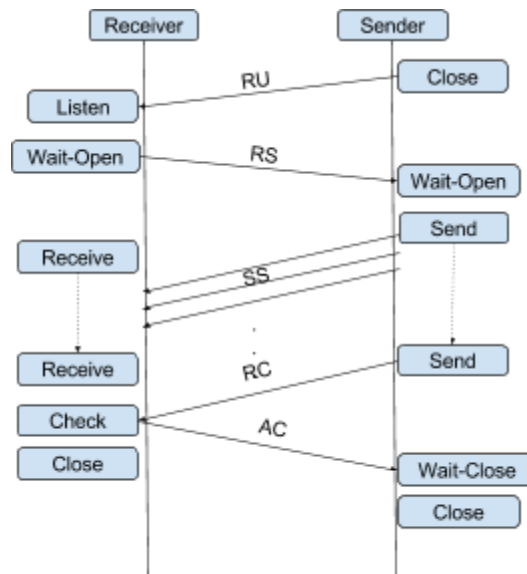 Receiver
Sender
Close
RU
Listen
Wait-Open
RS
Wait-Open
Send
Receive
SS
Send
Receive
RC
Check
AC
Close
Wait-Close
Close